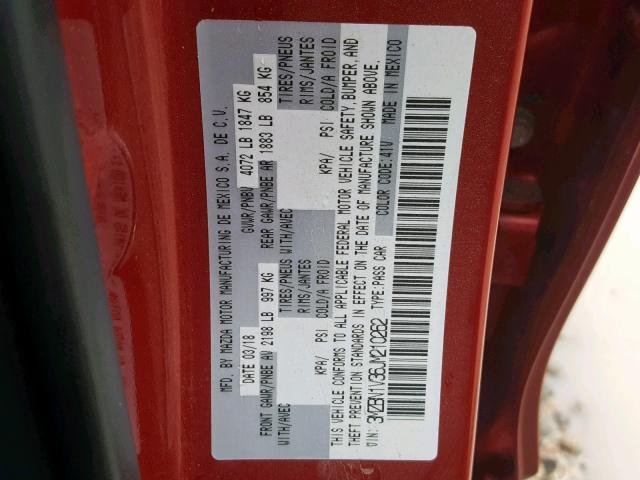 MFD. BY MAZDA MOTOR MANUFACTURING DE MEXICO S.A. DE C.V.
DATE 03/18 GVWR/PNBV 4072 LB 1847 KG
FRONT GAWR/PNBE AV 2198 LB 997 KG REAR GAWR/PNBE AR 1883 LB 854 KG
WITH/AVEC TIRES/PNEUS WITH/AVEC TIRES/PNEUS
RIMS/JANTES RIMS/JANTES
KPA/ PSI COLD/A FROID KPA/ PSI COLD/A FROID
THIS VEHICLE CONFORMS TO ALL APPLICABLE FEDERAL MOTOR VEHICLE SAFETY, BUMPER, AND
THEFT PREVENTION STANDARDS IN EFFECT ON THE DATE OF MANUFACTURE SHOWN ABOVE.
VIN: 3MZBN1V36JM210262 TYPE:PASS CAR COLOR CODE:41V MADE IN MEXICO